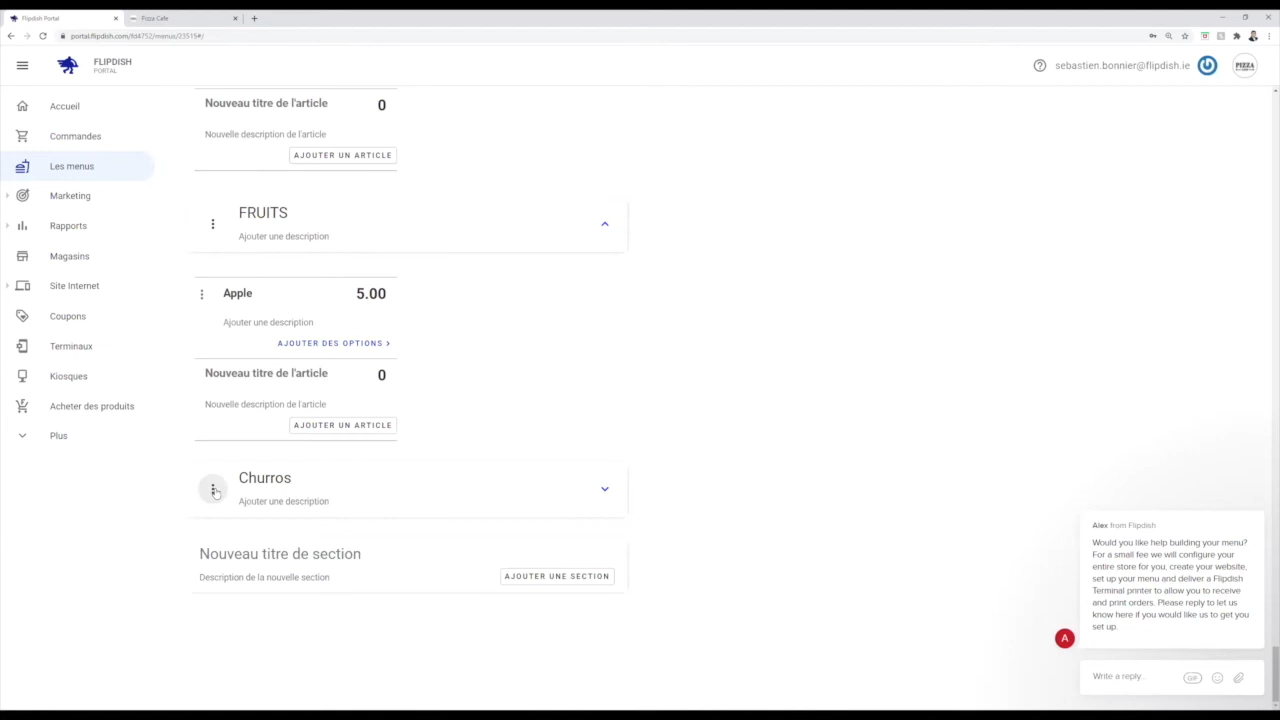 Flipdish Portal
Pizza Cafe
portal.flipdish.com/fd4752/menus/23515#/
FLIPDISH
PORTAL
sebastien.bonnier@flipdish.ie
PIZZA
Accueil
Commandes
Les menus
Marketing
Rapports
Magasins
Site Internet
Coupons
Terminaux
Kiosques
Acheter des produits
Plus
Nouveau titre de l'article 0
Nouvelle description de l'article
AJOUTER UN ARTICLE
FRUITS
Ajouter une description
Apple 5.00
Ajouter une description
AJOUTER DES OPTIONS >
Nouveau titre de l'article 0
Nouvelle description de l'article
AJOUTER UN ARTICLE
Churros
Ajouter une description
Nouveau titre de section
Description de la nouvelle section
AJOUTER UNE SECTION
Alex from Flipdish
Would you like help building your menu?
For a small fee we will configure your
entire store for you, create your website,
set up your menu and deliver a Flipdish
Terminal printer to allow you to receive
and print orders. Please reply to let us
know here if you would like us to get you
set up.
A
Write a reply...
GIF